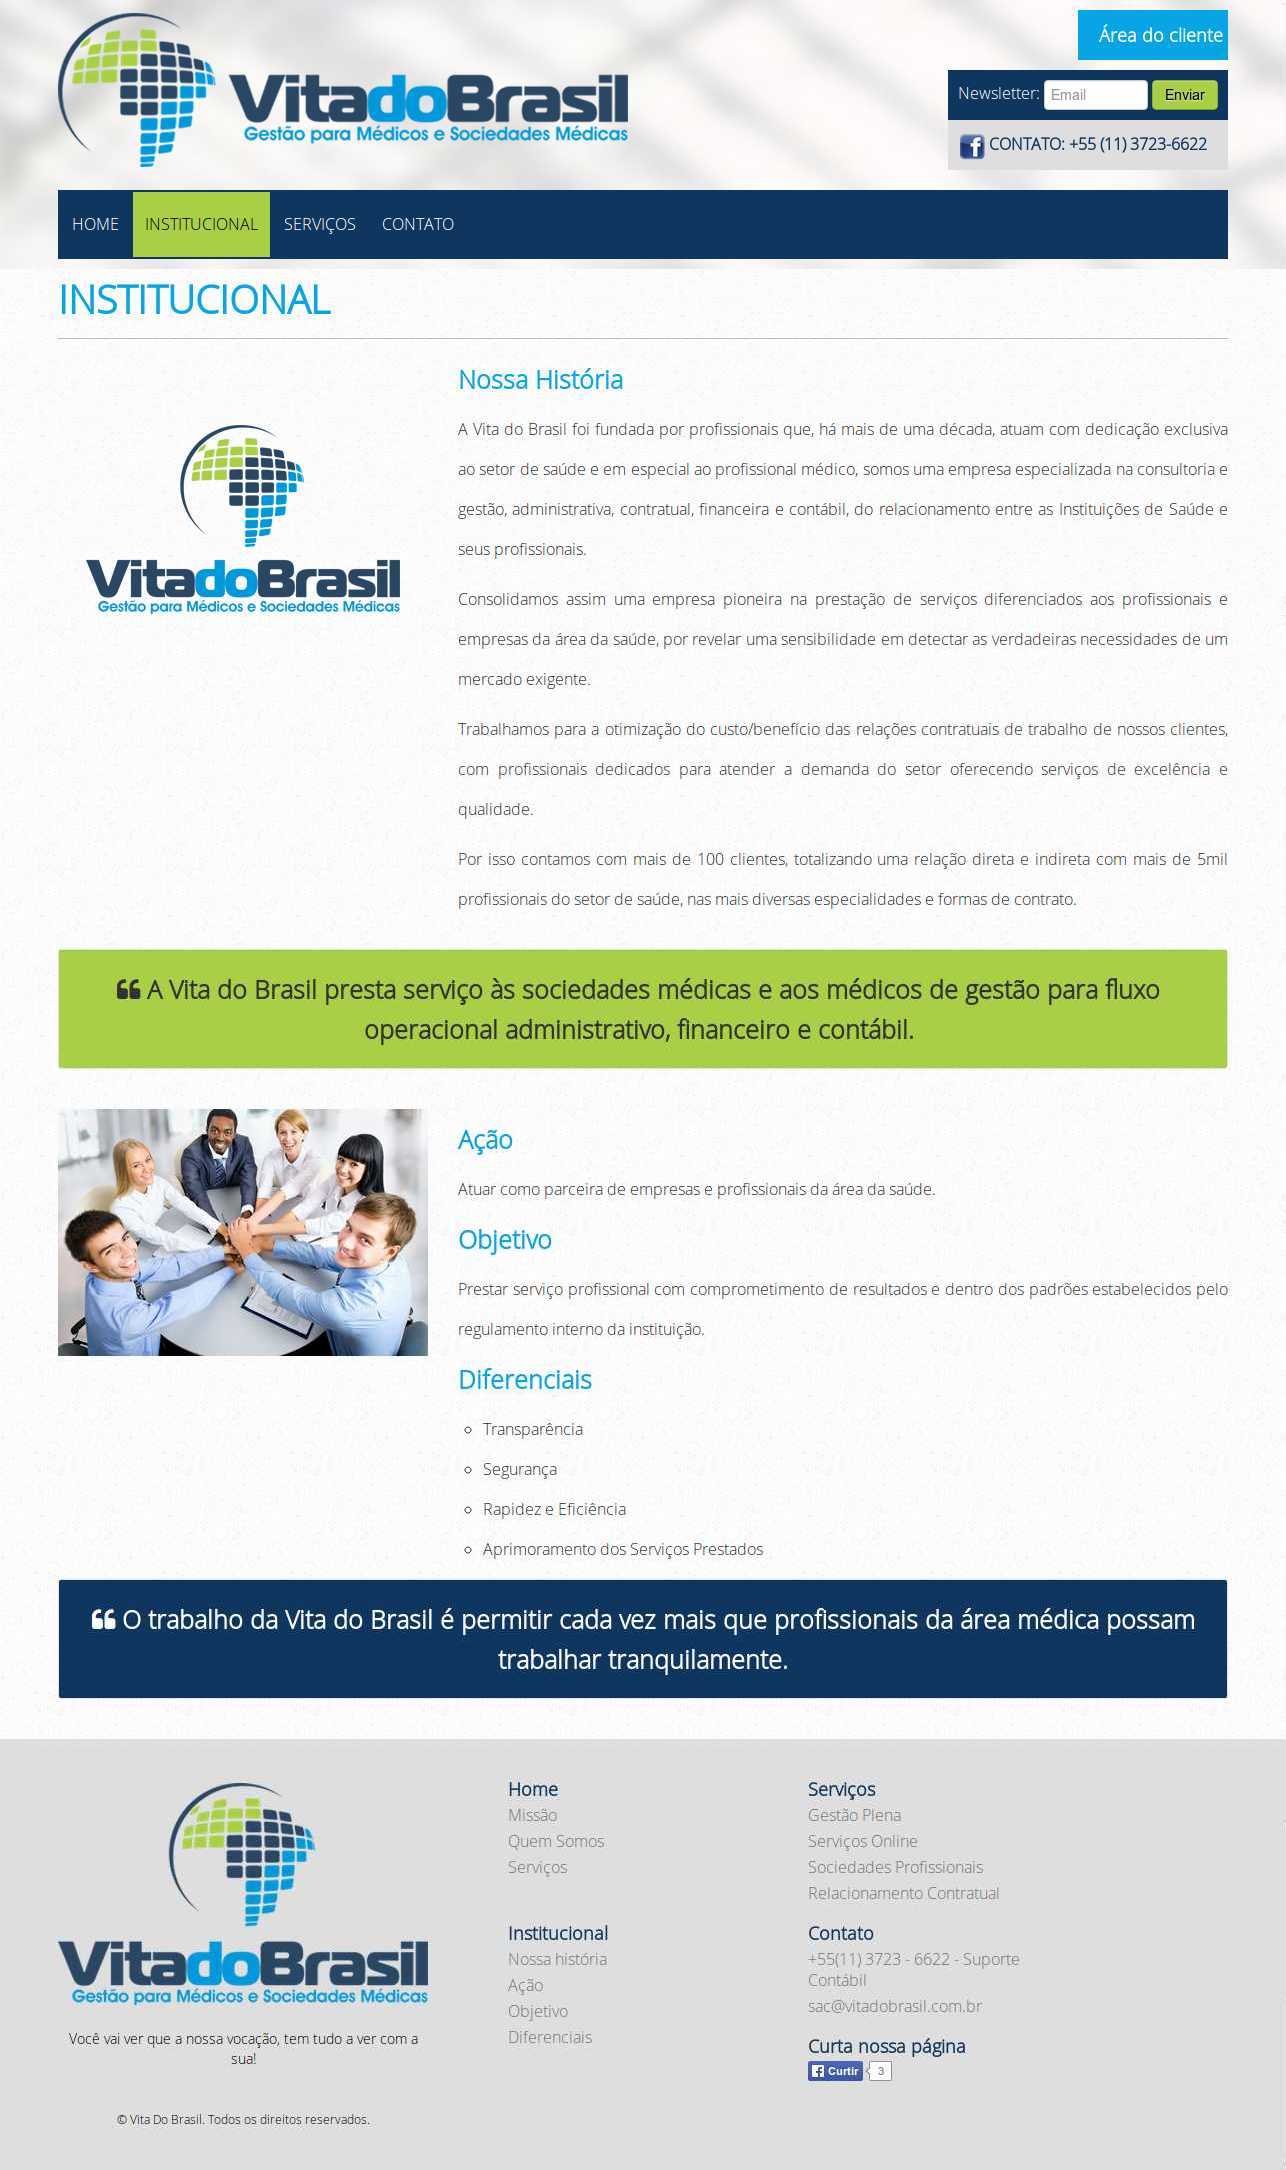 Área do cliente
VitadoBrasil
Gestão para Médicos e Sociedades Médicas
Newsletter: Email Enviar
CONTATO: +55 (11) 3723-6622
HOME INSTITUCIONAL SERVIÇOS CONTATO
INSTITUCIONAL
VitadoBrasil
Gestão para Médicos e Sociedades Médicas
Nossa História
A Vita do Brasil foi fundada por profissionais que, há mais de uma década, atuam com dedicação exclusiva
ao setor de saúde e em especial ao profissional médico, somos uma empresa especializada na consultoria e
gestão, administrativa, contratual, financeira e contábil, do relacionamento entre as Instituições de Saúde e
seus profissionais.
Consolidamos assim uma empresa pioneira na prestação de serviços diferenciados aos profissionais e
empresas da área da saúde, por revelar uma sensibilidade em detectar as verdadeiras necessidades de um
mercado exigente.
Trabalhamos para a otimização do custo/benefício das relações contratuais de trabalho de nossos clientes,
com profissionais dedicados para atender a demanda do setor oferecendo serviços de excelência e
qualidade.
Por isso contamos com mais de 100 clientes, totalizando uma relação direta e indireta com mais de 5mil
profissionais do setor de saúde, nas mais diversas especialidades e formas de contrato.
❝ A Vita do Brasil presta serviço às sociedades médicas e aos médicos de gestão para fluxo
operacional administrativo, financeiro e contábil.
Ação
Atuar como parceira de empresas e profissionais da área da saúde.
Objetivo
Prestar serviço profissional com comprometimento de resultados e dentro dos padrões estabelecidos pelo
regulamento interno da instituição.
Diferenciais
Transparência
Segurança
Rapidez e Eficiência
Aprimoramento dos Serviços Prestados
❝ O trabalho da Vita do Brasil é permitir cada vez mais que profissionais da área médica possam
trabalhar tranquilamente.
VitadoBrasil
Gestão para Médicos e Sociedades Médicas
Você vai ver que a nossa vocação, tem tudo a ver com a
sua!
© Vita Do Brasil. Todos os direitos reservados.
Home
Missão
Quem Somos
Serviços
Institucional
Nossa história
Ação
Objetivo
Diferenciais
Serviços
Gestão Plena
Serviços Online
Sociedades Profissionais
Relacionamento Contratual
Contato
+55(11) 3723 - 6622 - Suporte
Contábil
sac@vitadobrasil.com.br
Curta nossa página
Curtir 3